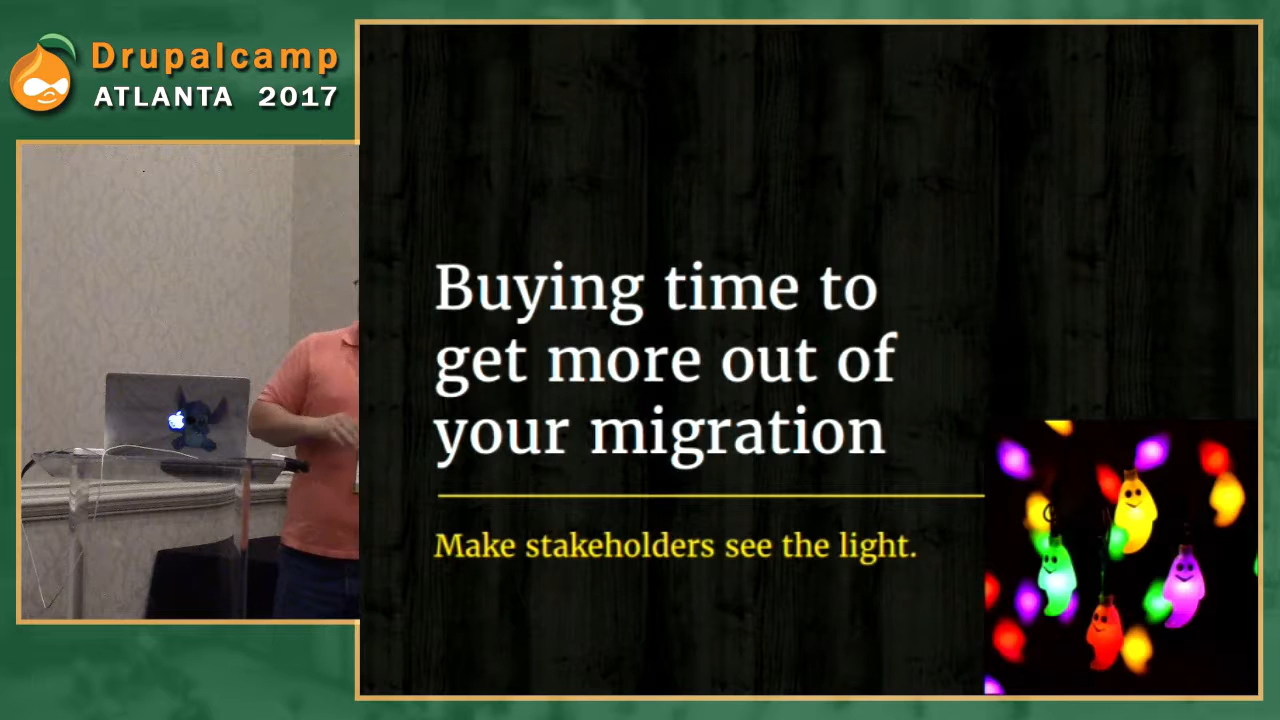 Drupalcamp
ATLANTA 2017
Buying time to
get more out of
your migration
Make stakeholders see the light.